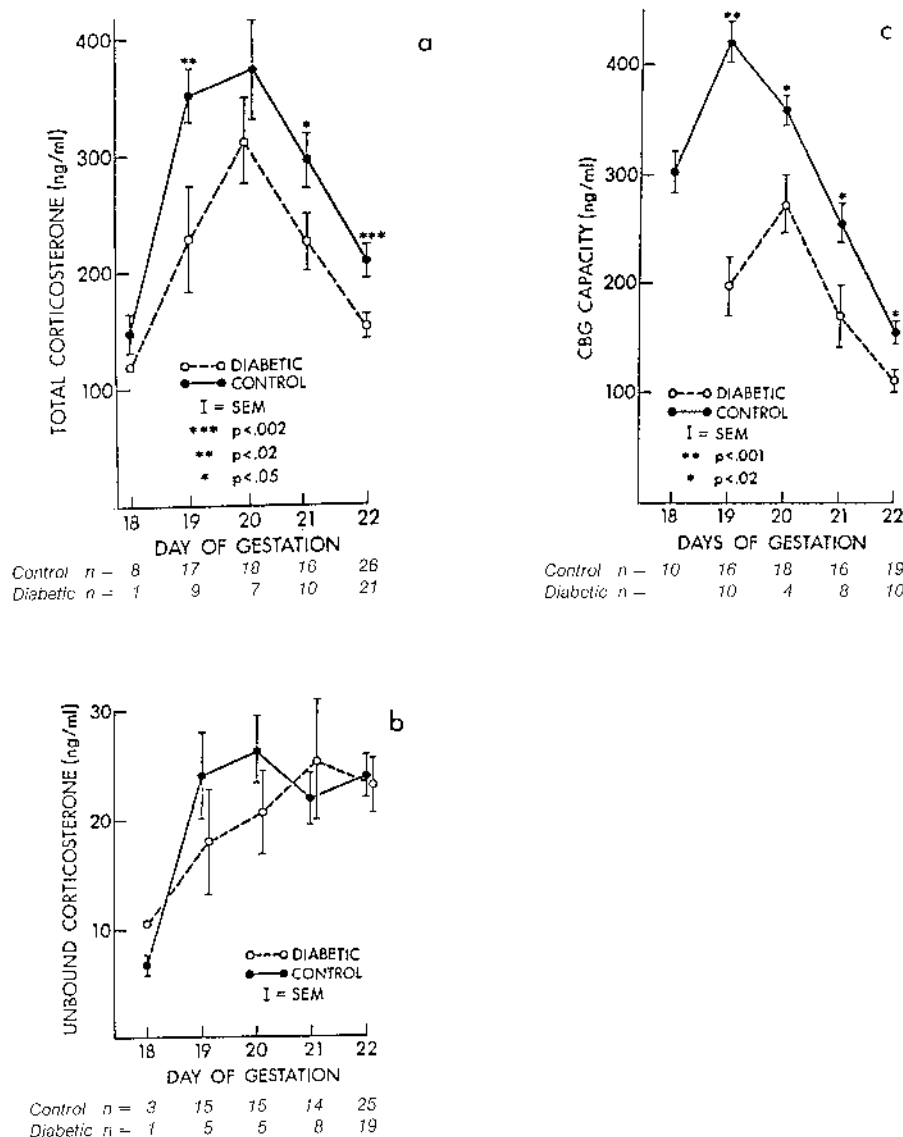 a
400
300
200
100
TOTAL CORTICOSTERONE (ng/ml)
**
*
***
DIABETIC
CONTROL
I = SEM
*** p<.002
** p<.02
* p<.05
18 19 20 21 22
DAY OF GESTATION
Control n = 8 17 18 16 26
Diabetic n = 1 9 7 10 21
c
400
300
200
100
CBG CAPACITY (ng/ml)
**
*
*
*
DIABETIC
CONTROL
I = SEM
** p<.001
* p<.02
18 19 20 21 22
DAYS OF GESTATION
Control n = 10 16 18 16 19
Diabetic n = 10 4 8 10
b
30
20
10
UNBOUND CORTICOSTERONE (ng/ml)
DIABETIC
CONTROL
I = SEM
18 19 20 21 22
DAY OF GESTATION
Control n = 3 15 15 14 25
Diabetic n = 1 5 5 8 19